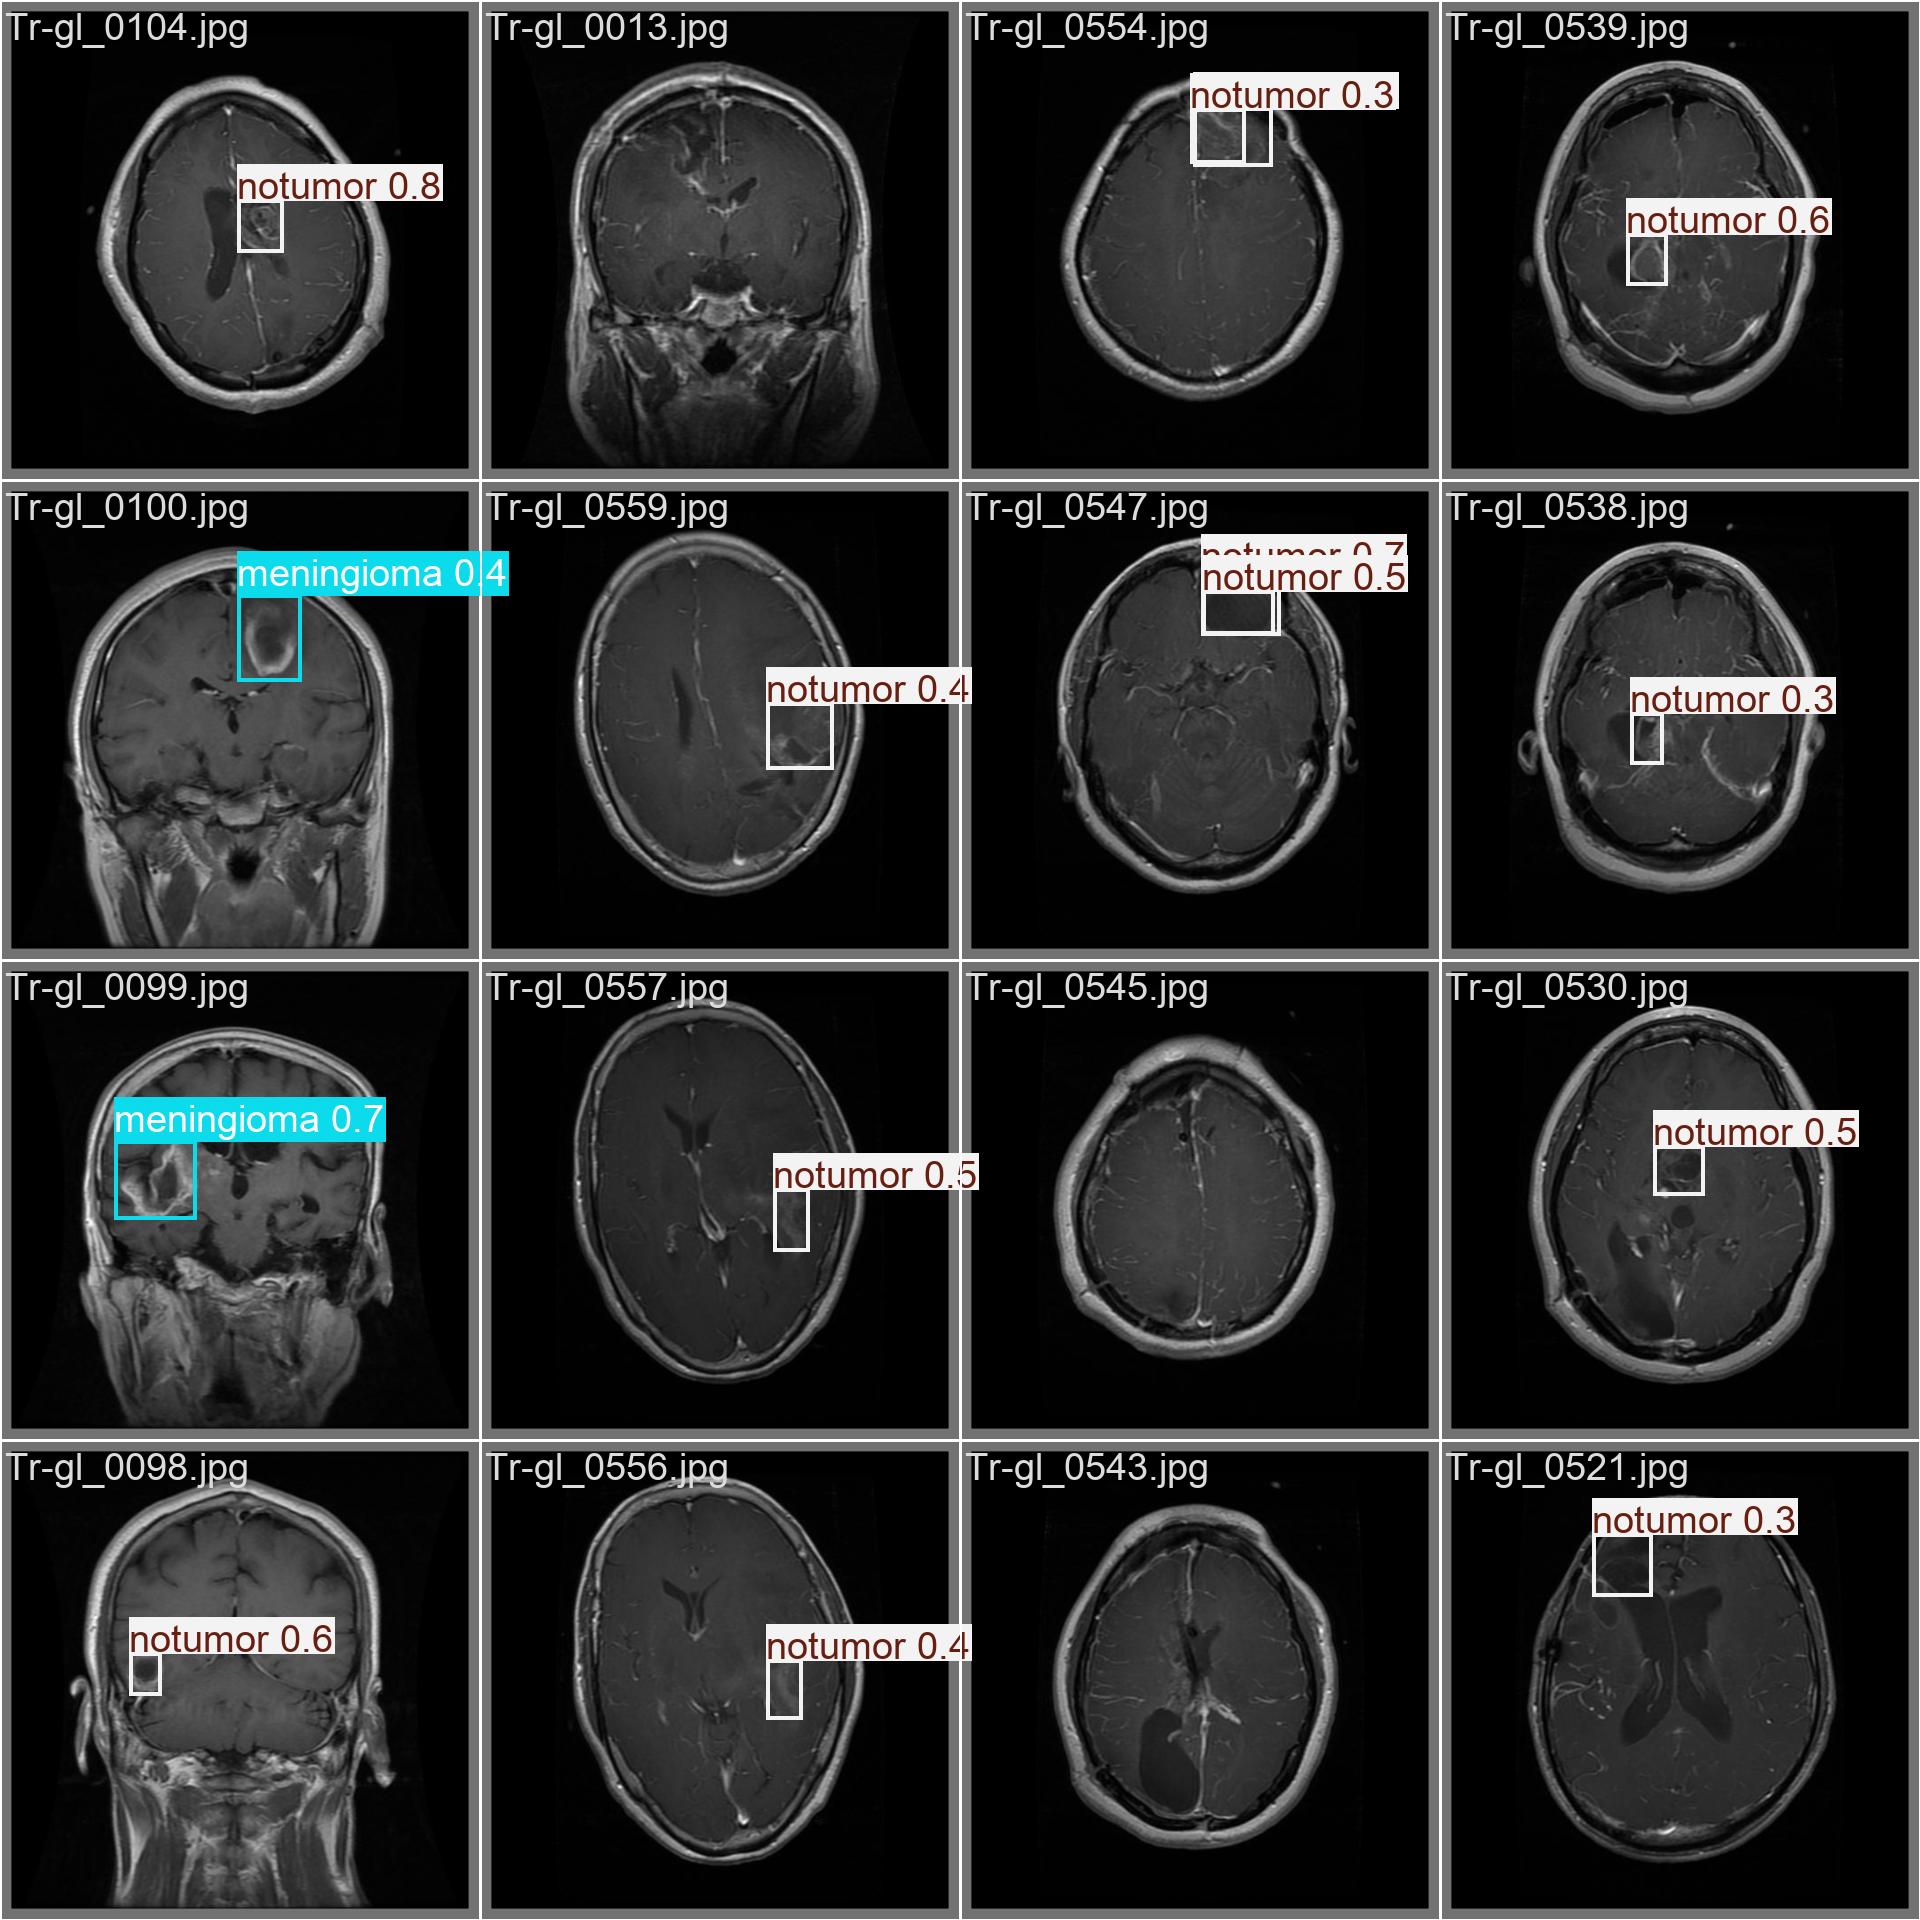 Tr-gl_0104.jpg
notumor 0.8
Tr-gl_0013.jpg
Tr-gl_0554.jpg
notumor 0.3
Tr-gl_0539.jpg
notumor 0.6
Tr-gl_0100.jpg
meningioma 0.4
Tr-gl_0559.jpg
notumor 0.4
Tr-gl_0547.jpg
notumor 0.7
notumor 0.5
Tr-gl_0538.jpg
notumor 0.3
Tr-gl_0099.jpg
meningioma 0.7
Tr-gl_0557.jpg
notumor 0.5
Tr-gl_0545.jpg
Tr-gl_0530.jpg
notumor 0.5
Tr-gl_0098.jpg
notumor 0.6
Tr-gl_0556.jpg
notumor 0.4
Tr-gl_0543.jpg
Tr-gl_0521.jpg
notumor 0.3